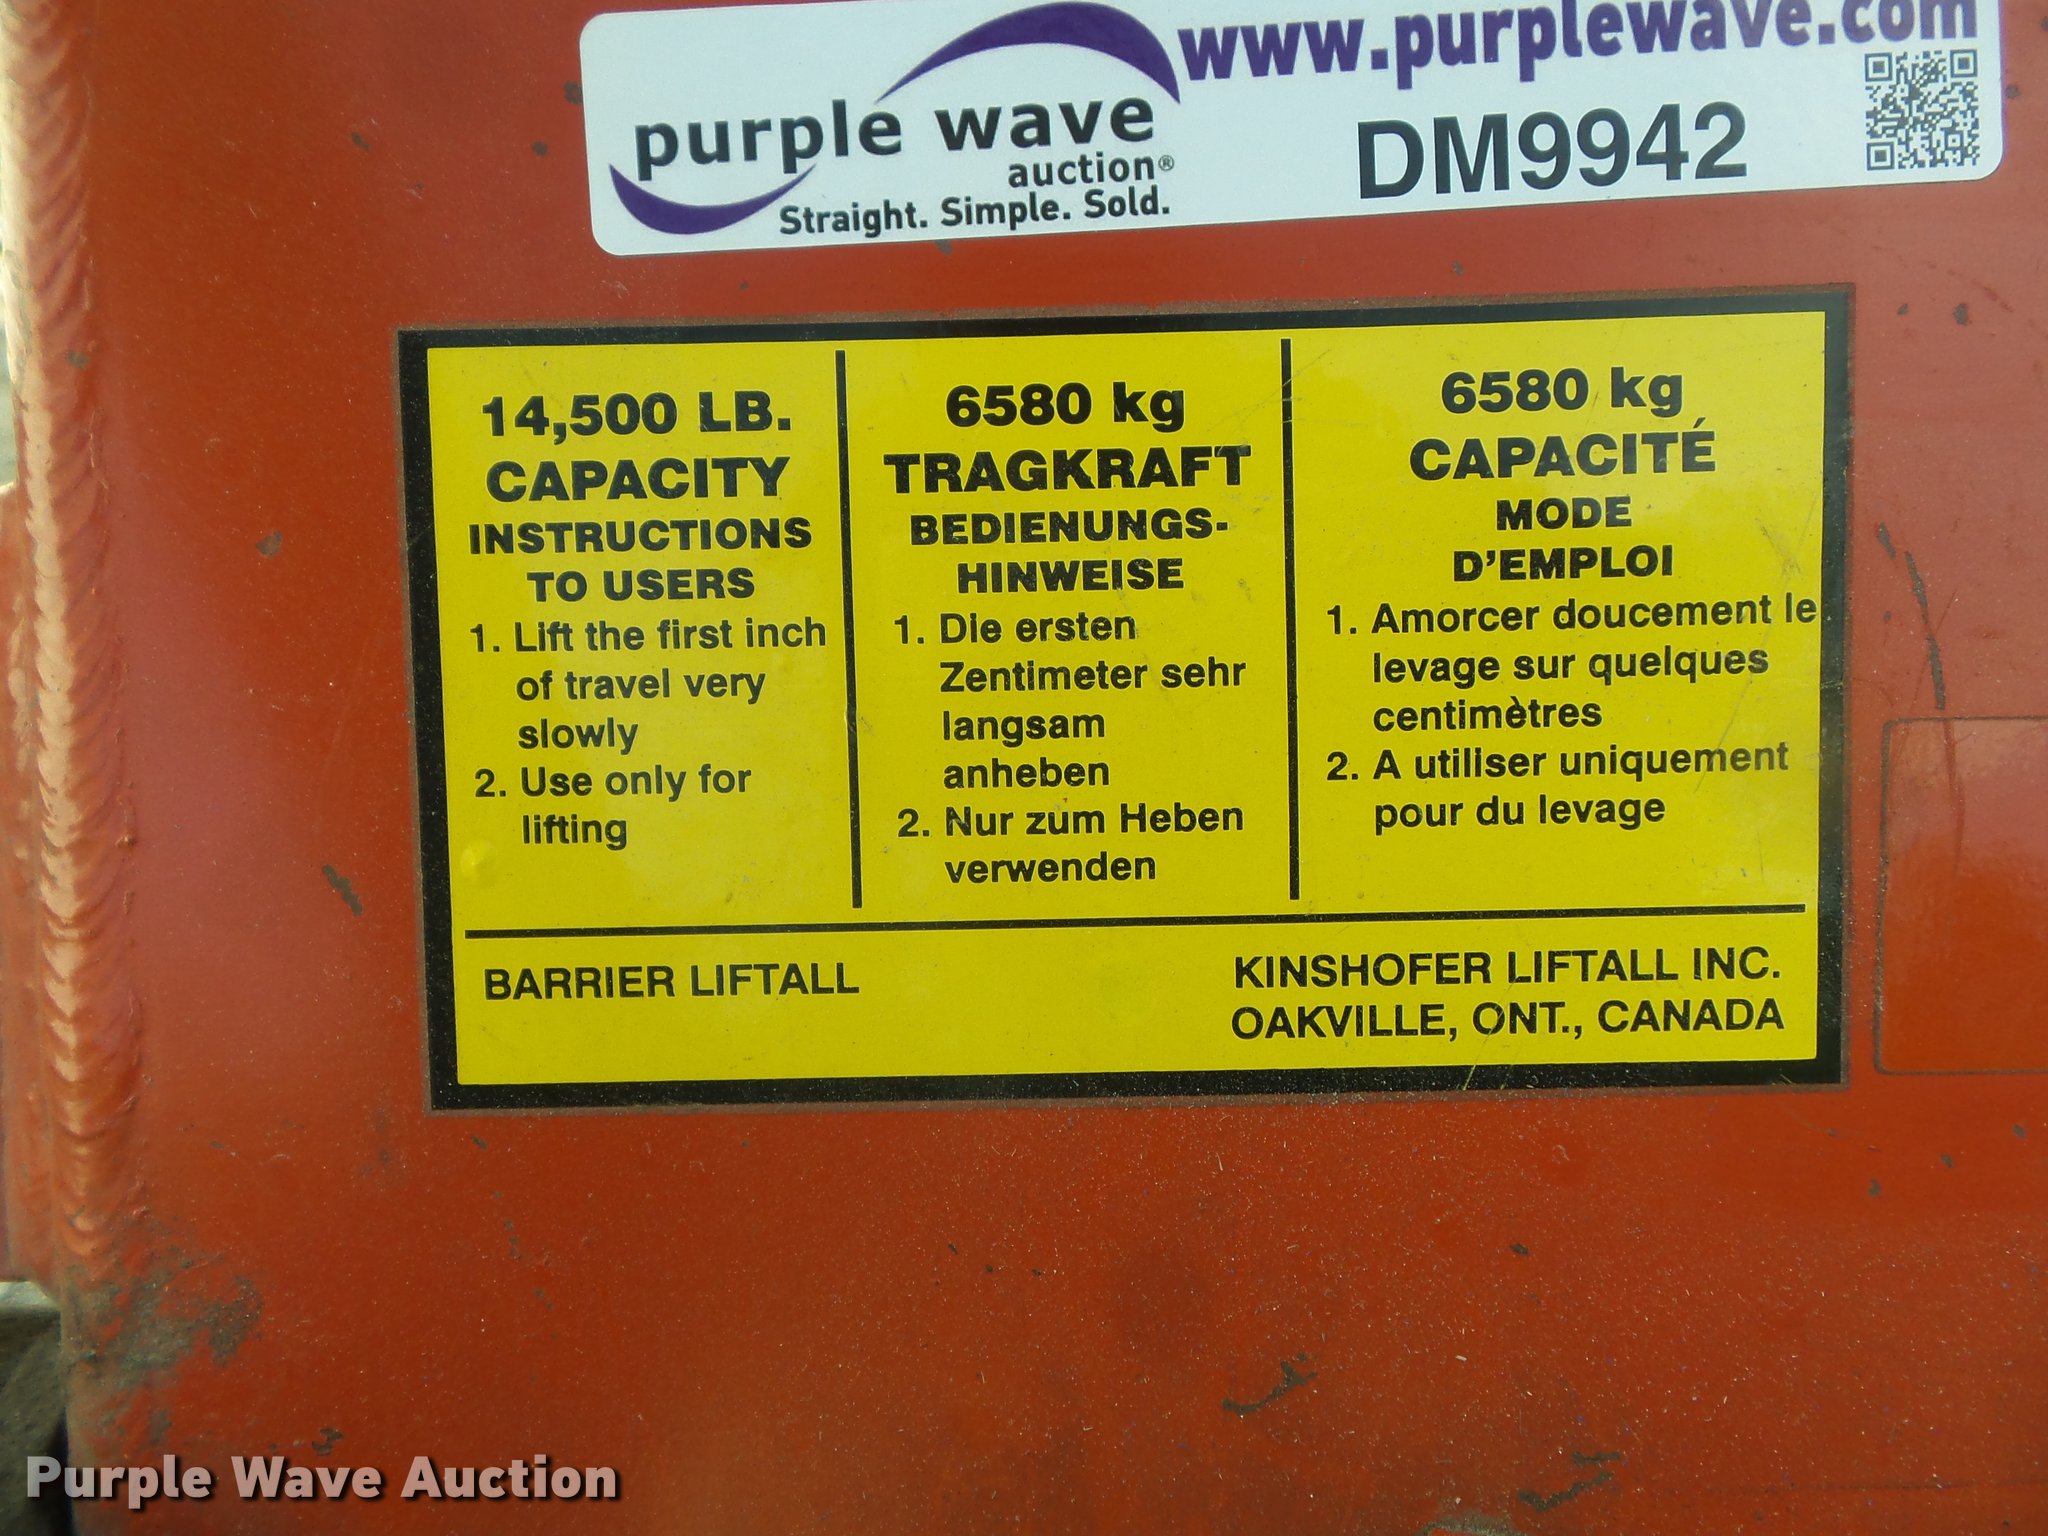 www.purplewave.com
purple wave
auction®
Straight. Simple. Sold.
DM9942
14,500 LB.
CAPACITY
INSTRUCTIONS
TO USERS
1. Lift the first inch
of travel very
slowly
2. Use only for
lifting
6580 kg
TRAGKRAFT
BEDIENUNGS-
HINWEISE
1. Die ersten
Zentimeter sehr
langsam
anheben
2. Nur zum Heben
verwenden
6580 kg
CAPACITÉ
MODE
D'EMPLOI
1. Amorcer doucement le
levage sur quelques
centimètres
2. A utiliser uniquement
pour du levage
BARRIER LIFTALL
KINSHOFER LIFTALL INC.
OAKVILLE, ONT., CANADA
Purple Wave Auction